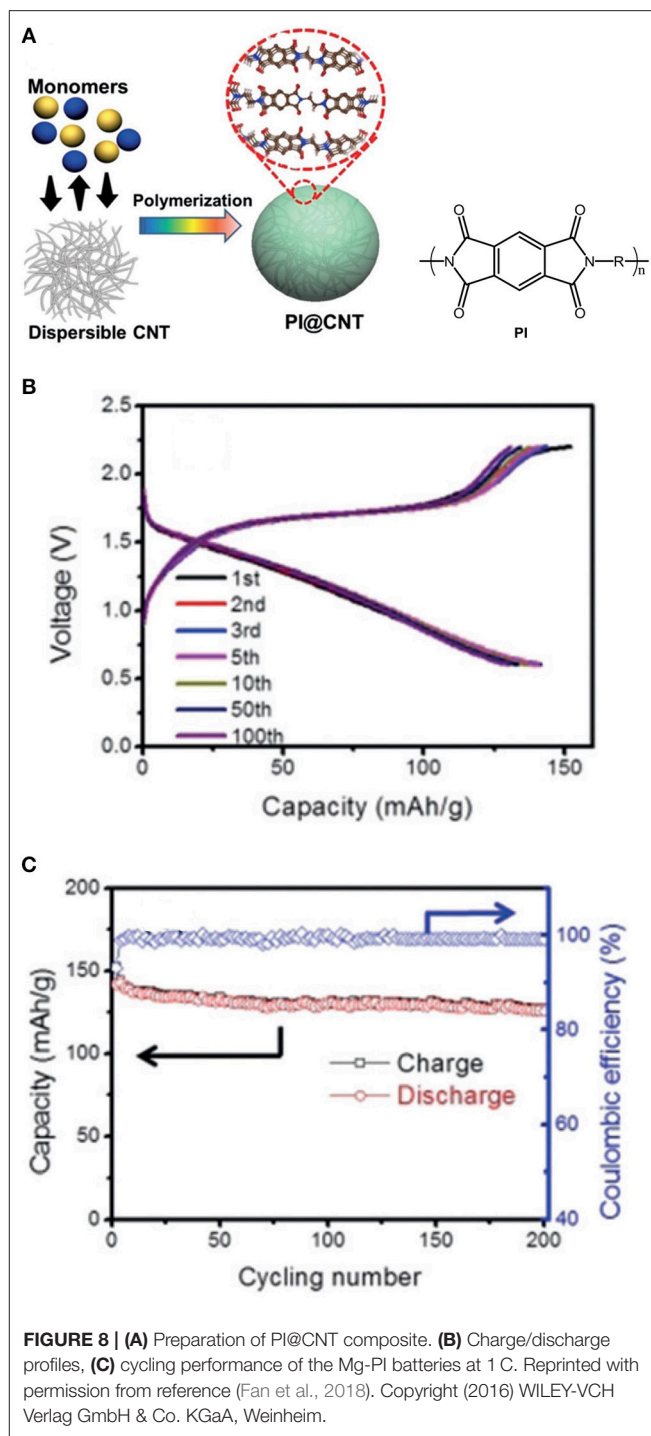 A
Monomers
Polymerization
Dispersible CNT
PI@CNT
O
O
N
N
R
n
O
O
PI
B
2.5
2.0
1.5
1.0
0.5
0.0
Voltage (V)
1st
2nd
3rd
5th
10th
50th
100th
0
50
100
150
Capacity (mAh/g)
C
200
150
100
50
0
Capacity (mAh/g)
100
80
60
40
Coulombic efficiency (%)
Charge
Discharge
0
50
100
150
200
Cycling number
FIGURE 8 | (A) Preparation of PI@CNT composite. (B) Charge/discharge
profiles, (C) cycling performance of the Mg-PI batteries at 1 C. Reprinted with
permission from reference (Fan et al., 2018). Copyright (2016) WILEY-VCH
Verlag GmbH & Co. KGaA, Weinheim.